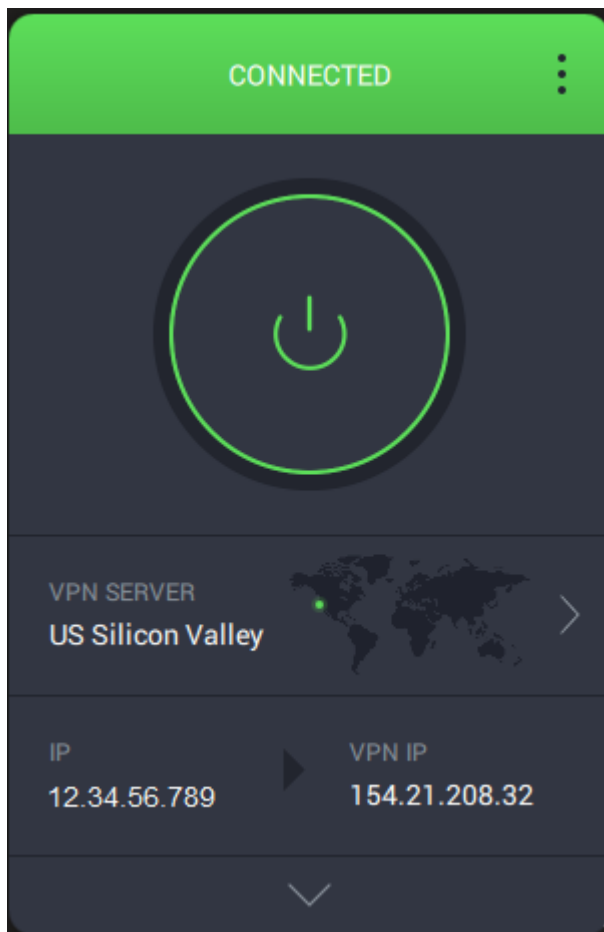 CONNECTED
VPN SERVER
US Silicon Valley
IP
VPN IP
12.34.56.789
154.21.208.32